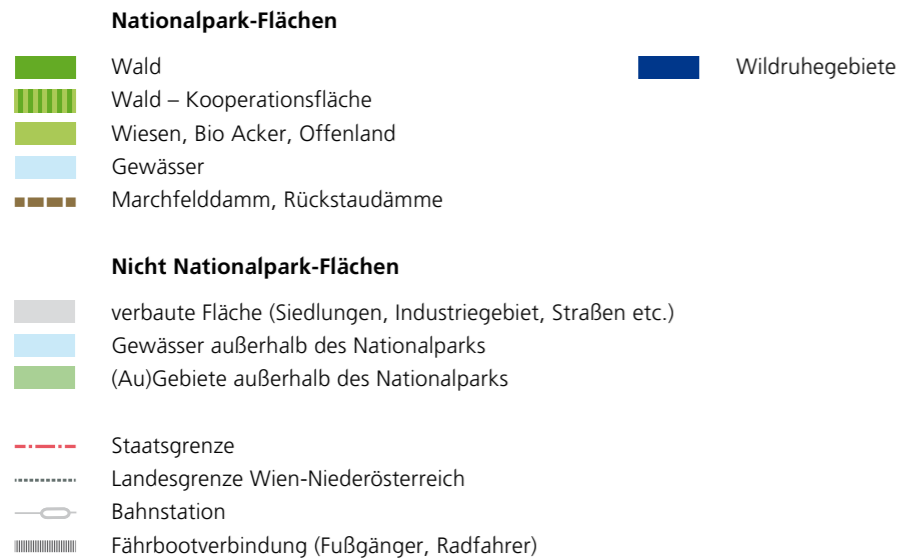 Nationalpark-Flächen
Wald
Wildruhegebiete
Wald – Kooperationsfläche
Wiesen, Bio Acker, Offenland
Gewässer
Marchfelddamm, Rückstaudämme
Nicht Nationalpark-Flächen
verbaute Fläche (Siedlungen, Industriegebiet, Straßen etc.)
Gewässer außerhalb des Nationalparks
(Au)Gebiete außerhalb des Nationalparks
Staatsgrenze
Landesgrenze Wien-Niederösterreich
Bahnstation
Fährbootverbindung (Fußgänger, Radfahrer)